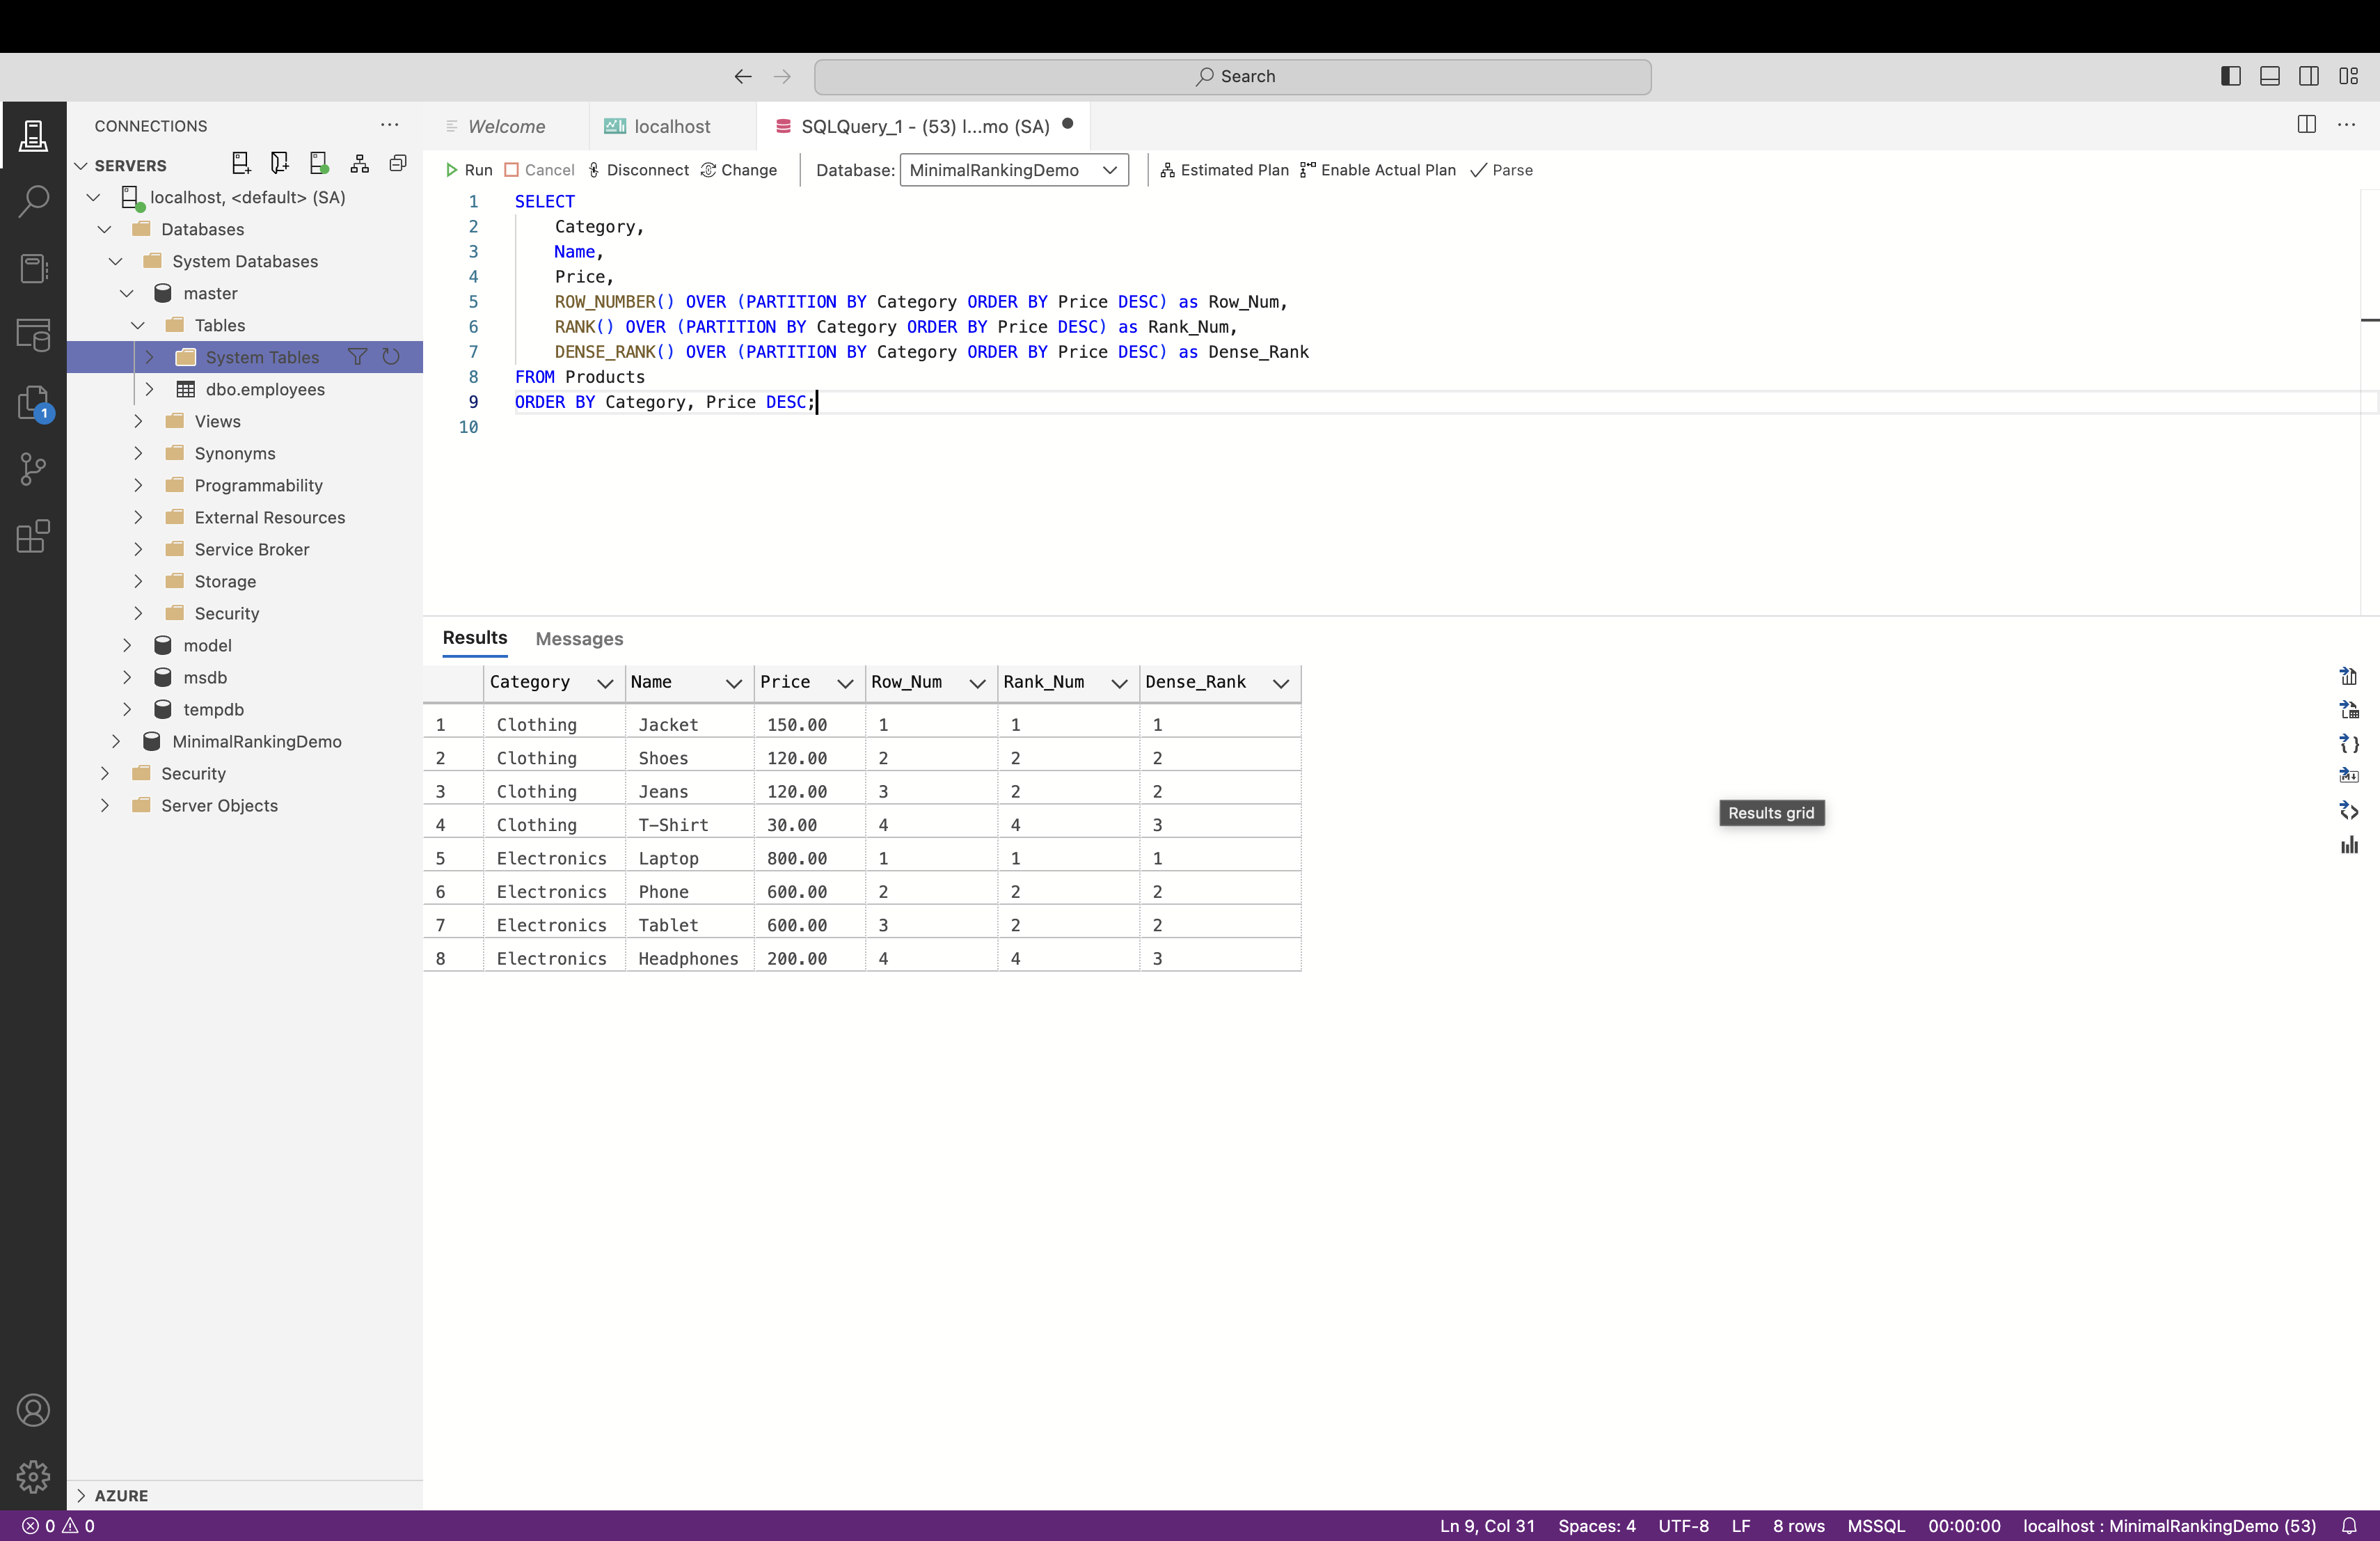 Search
CONNECTIONS
SERVERS
localhost, <default> (SA)
Databases
System Databases
master
Tables
System Tables
dbo.employees
Views
Synonyms
Programmability
External Resources
Service Broker
Storage
Security
model
msdb
tempdb
MinimalRankingDemo
Security
Server Objects
AZURE
1
Welcome localhost SQLQuery_1 - (53) l...mo (SA)
Run Cancel Disconnect Change Database: MinimalRankingDemo Estimated Plan Enable Actual Plan Parse
1 SELECT
2 Category,
3 Name,
4 Price,
5 ROW_NUMBER() OVER (PARTITION BY Category ORDER BY Price DESC) as Row_Num,
6 RANK() OVER (PARTITION BY Category ORDER BY Price DESC) as Rank_Num,
7 DENSE_RANK() OVER (PARTITION BY Category ORDER BY Price DESC) as Dense_Rank
8 FROM Products
9 ORDER BY Category, Price DESC;
10
Results Messages
Category Name Price Row_Num Rank_Num Dense_Rank
1 Clothing Jacket 150.00 1 1 1
2 Clothing Shoes 120.00 2 2 2
3 Clothing Jeans 120.00 3 2 2
4 Clothing T-Shirt 30.00 4 4 3
5 Electronics Laptop 800.00 1 1 1
6 Electronics Phone 600.00 2 2 2
7 Electronics Tablet 600.00 3 2 2
8 Electronics Headphones 200.00 4 4 3
Results grid
0 0 Ln 9, Col 31 Spaces: 4 UTF-8 LF 8 rows MSSQL 00:00:00 localhost : MinimalRankingDemo (53)